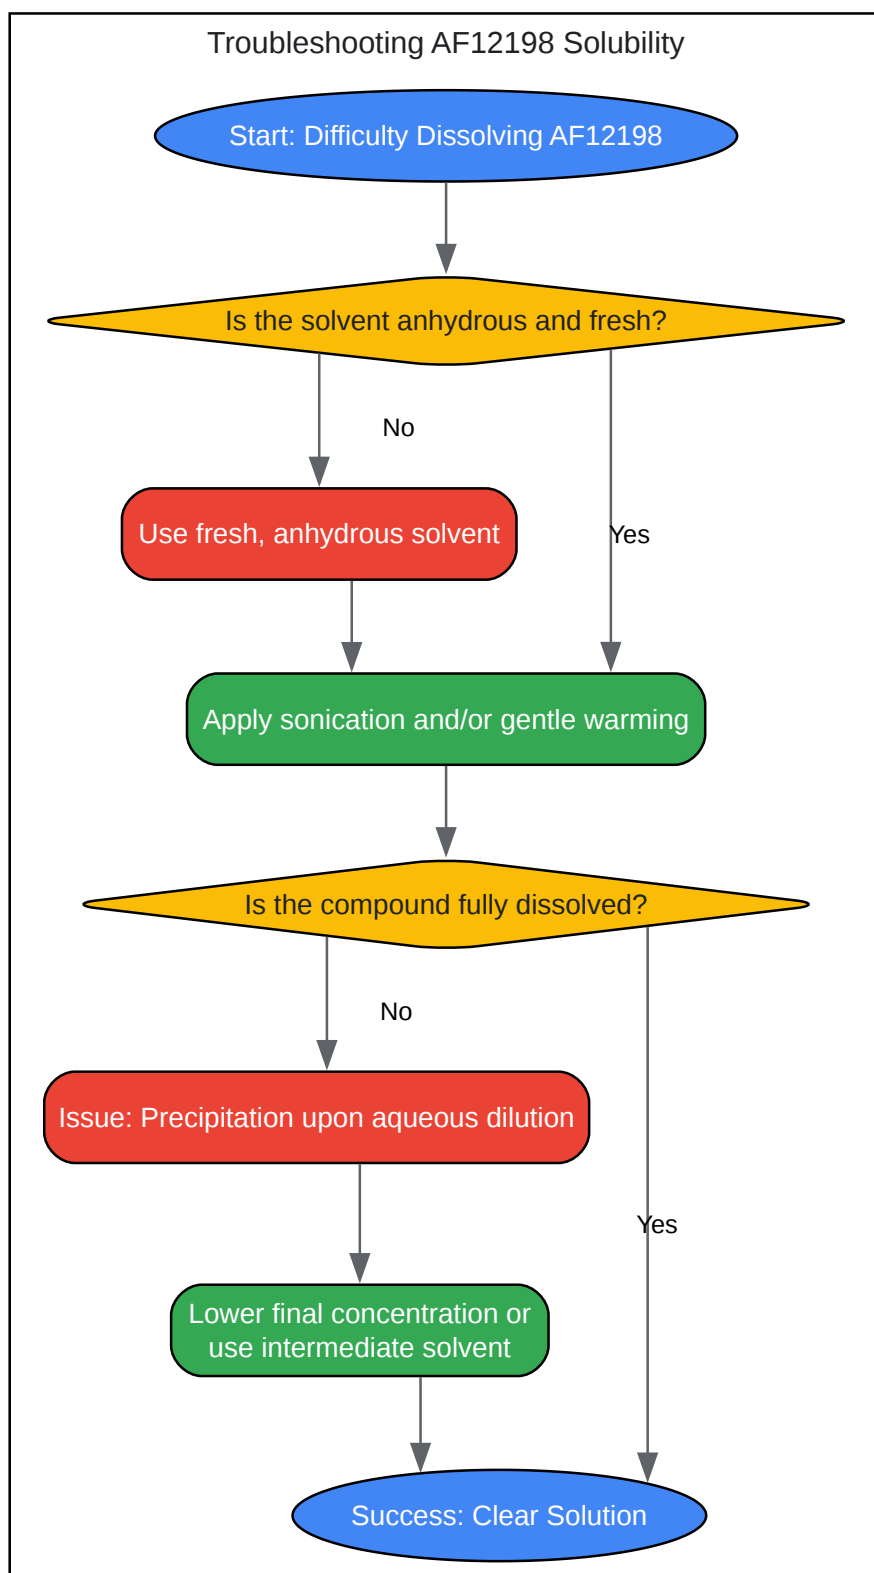 Troubleshooting AF12198 Solubility
Start: Difficulty Dissolving AF12198
Is the solvent anhydrous and fresh?
No
Use fresh, anhydrous solvent
Yes
Apply sonication and/or gentle warming
Is the compound fully dissolved?
No
Issue: Precipitation upon aqueous dilution
Yes
Lower final concentration or
use intermediate solvent
Success: Clear Solution